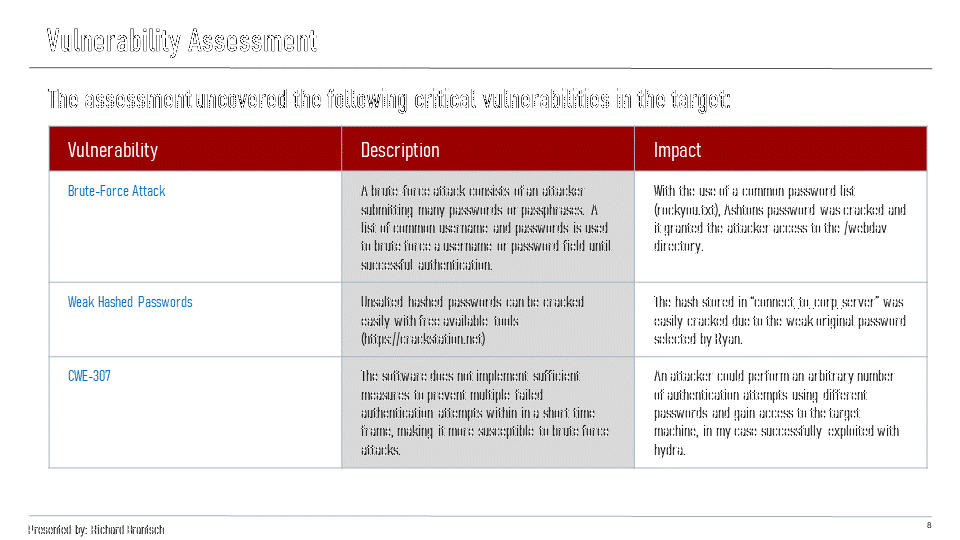 Vulnerability Assessment
The assessment uncovered the following critical vulnerabilities in the target:
Vulnerability
Description
Impact
Brute-Force Attack
A brute-force attack consists of an attacker
submitting many passwords or passphrases. A
list of common username and passwords is used
to brute force a username or password field until
successful authentication.
With the use of a common password list
(rockyou.txt), Ashtons password was cracked and
it granted the attacker access to the /webdav
directory.
Weak Hashed Passwords
Unsalted hashed passwords can be cracked
easily with free available tools
(https://crackstation.net)
The hash stored in "connect_to_corp_server" was
easily cracked due to the weak original password
selected by Ryan.
CWE-307
The software does not implement sufficient
measures to prevent multiple failed
authentication attempts within in a short time
frame, making it more susceptible to brute force
attacks.
An attacker could perform an arbitrary number
of authentication attempts using different
passwords and gain access to the target
machine, in my case successfully exploited with
hydra.
Presented by: Richard
8